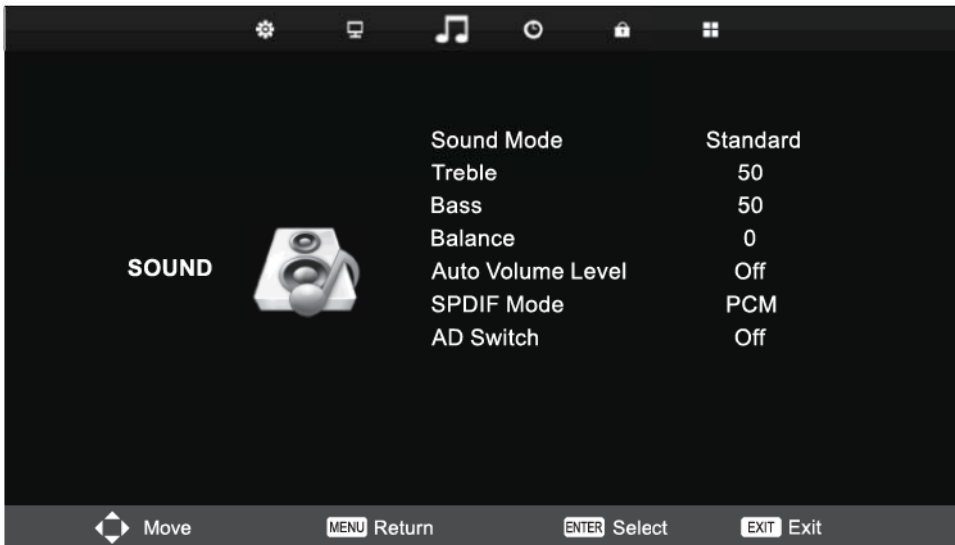 Sound Mode Standard
Treble 50
Bass 50
Balance 0
SOUND
Auto Volume Level Off
SPDIF Mode PCM
AD Switch Off
Move MENU Return ENTER Select EXIT Exit